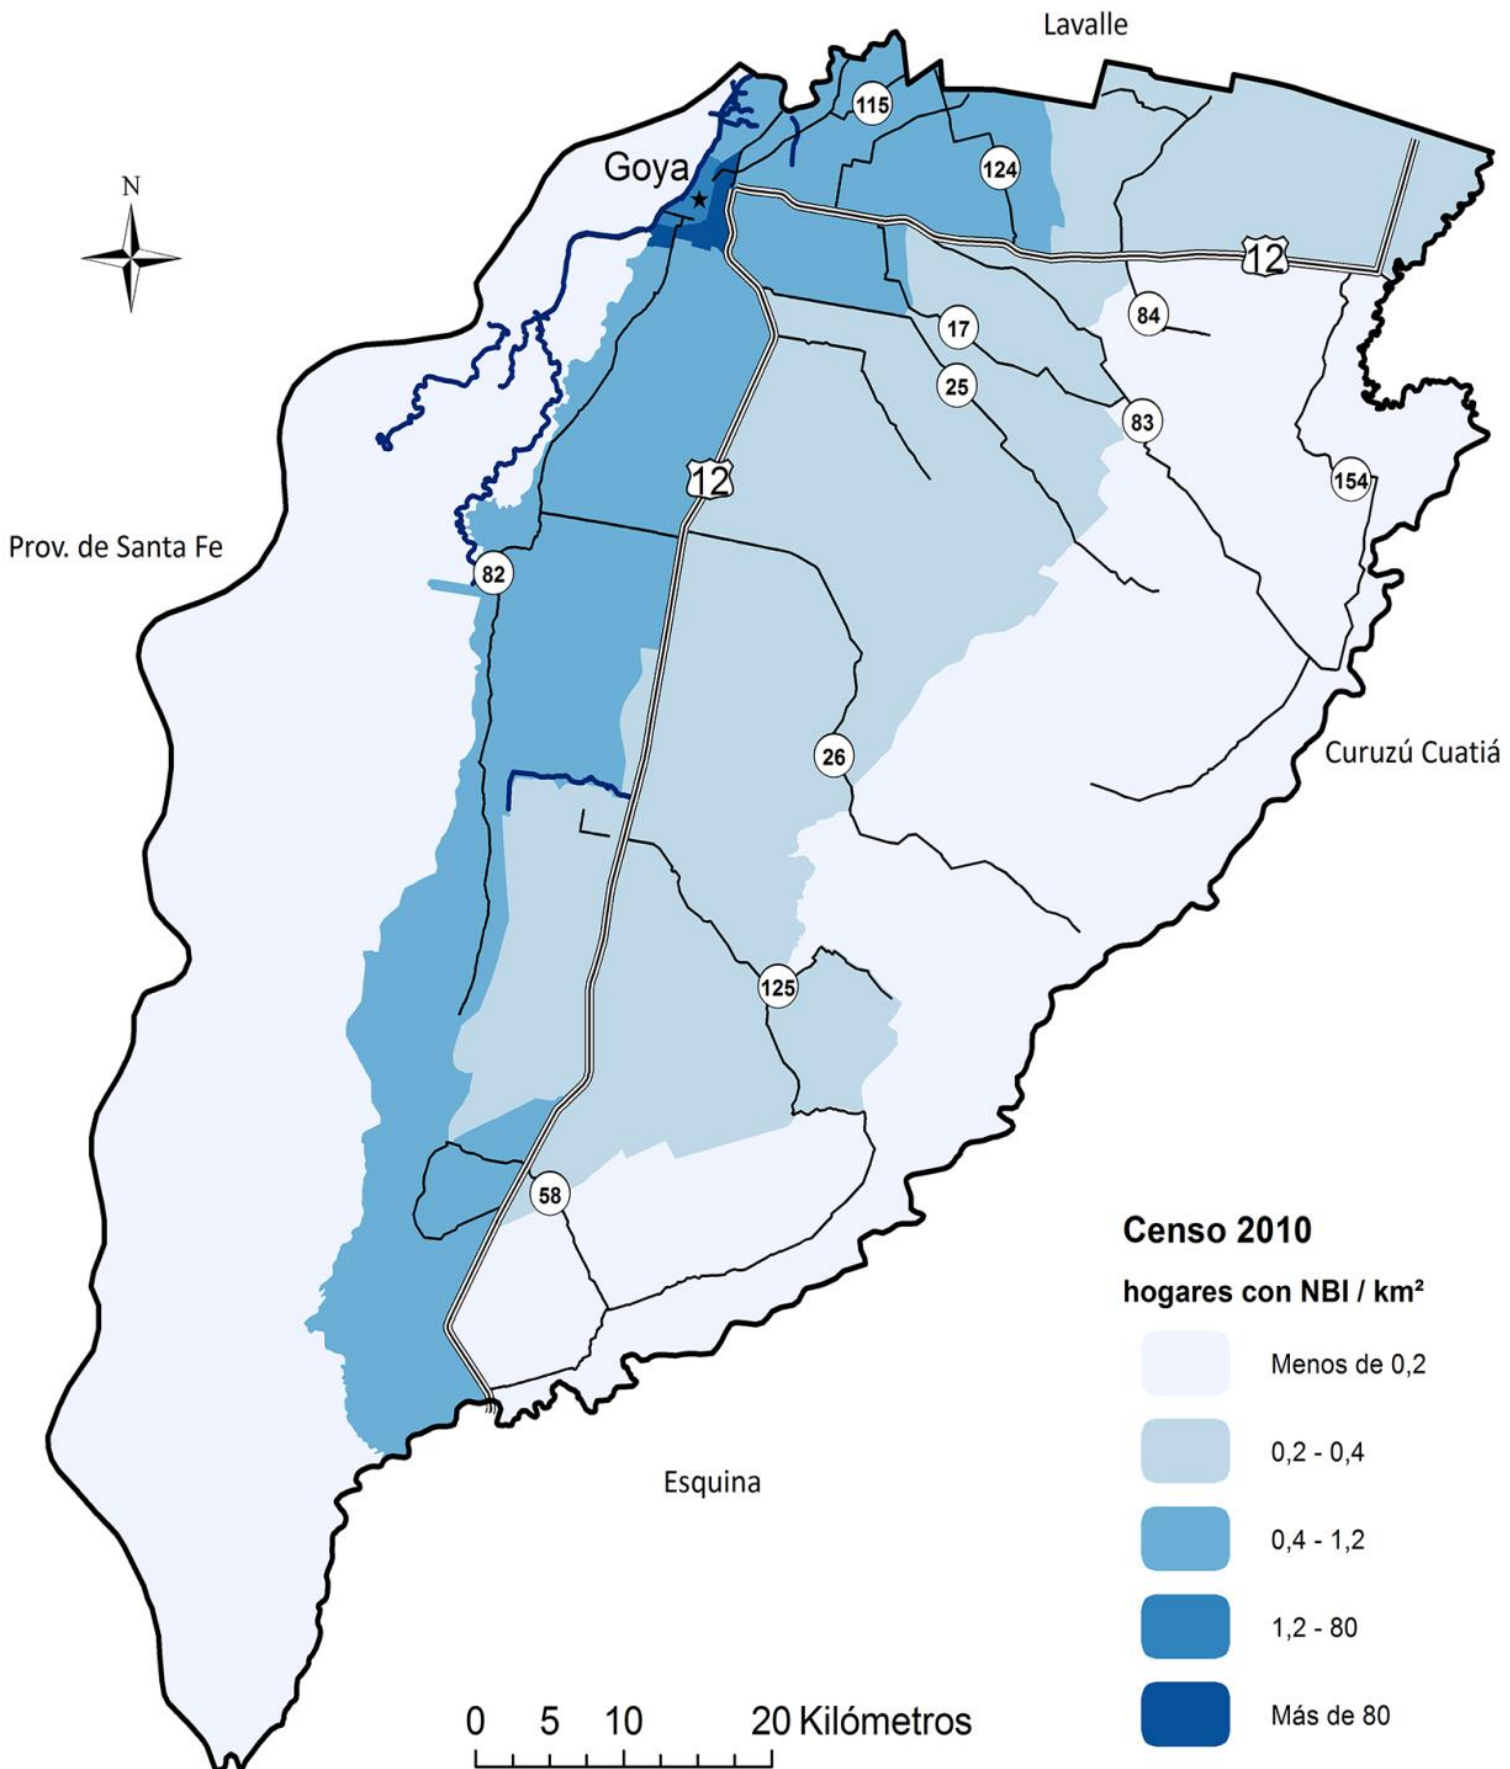 Lavalle
115
N
Goya
124
12
84
17
25
83
12
154
Prov. de Santa Fe
82
26
Curuzú Cuatiá
125
58
Censo 2010
hogares con NBI / km²
Menos de 0,2
0,2 - 0,4
Esquina
0,4 - 1,2
1,2 - 80
Más de 80
0 5 10 20 Kilómetros